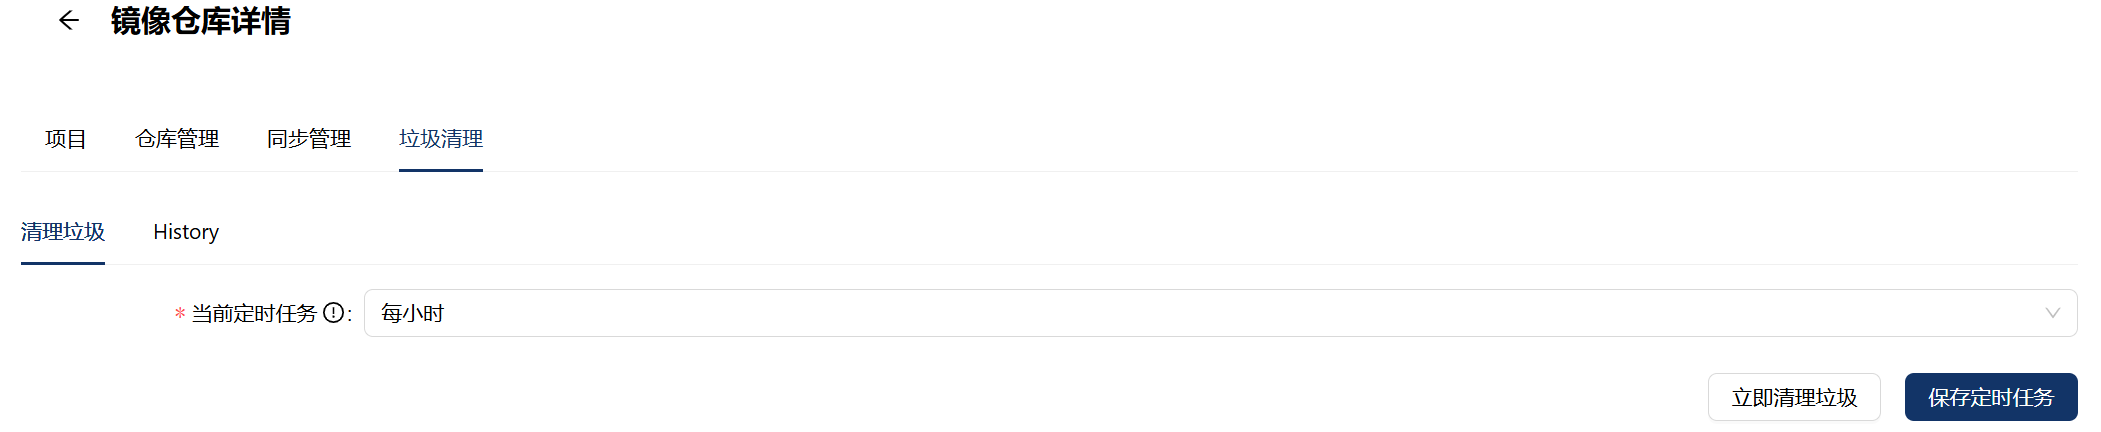 镜像仓库详情
项目 仓库管理 同步管理 垃圾清理
清理垃圾 History
* 当前定时任务 : 每小时
立即清理垃圾 保存定时任务